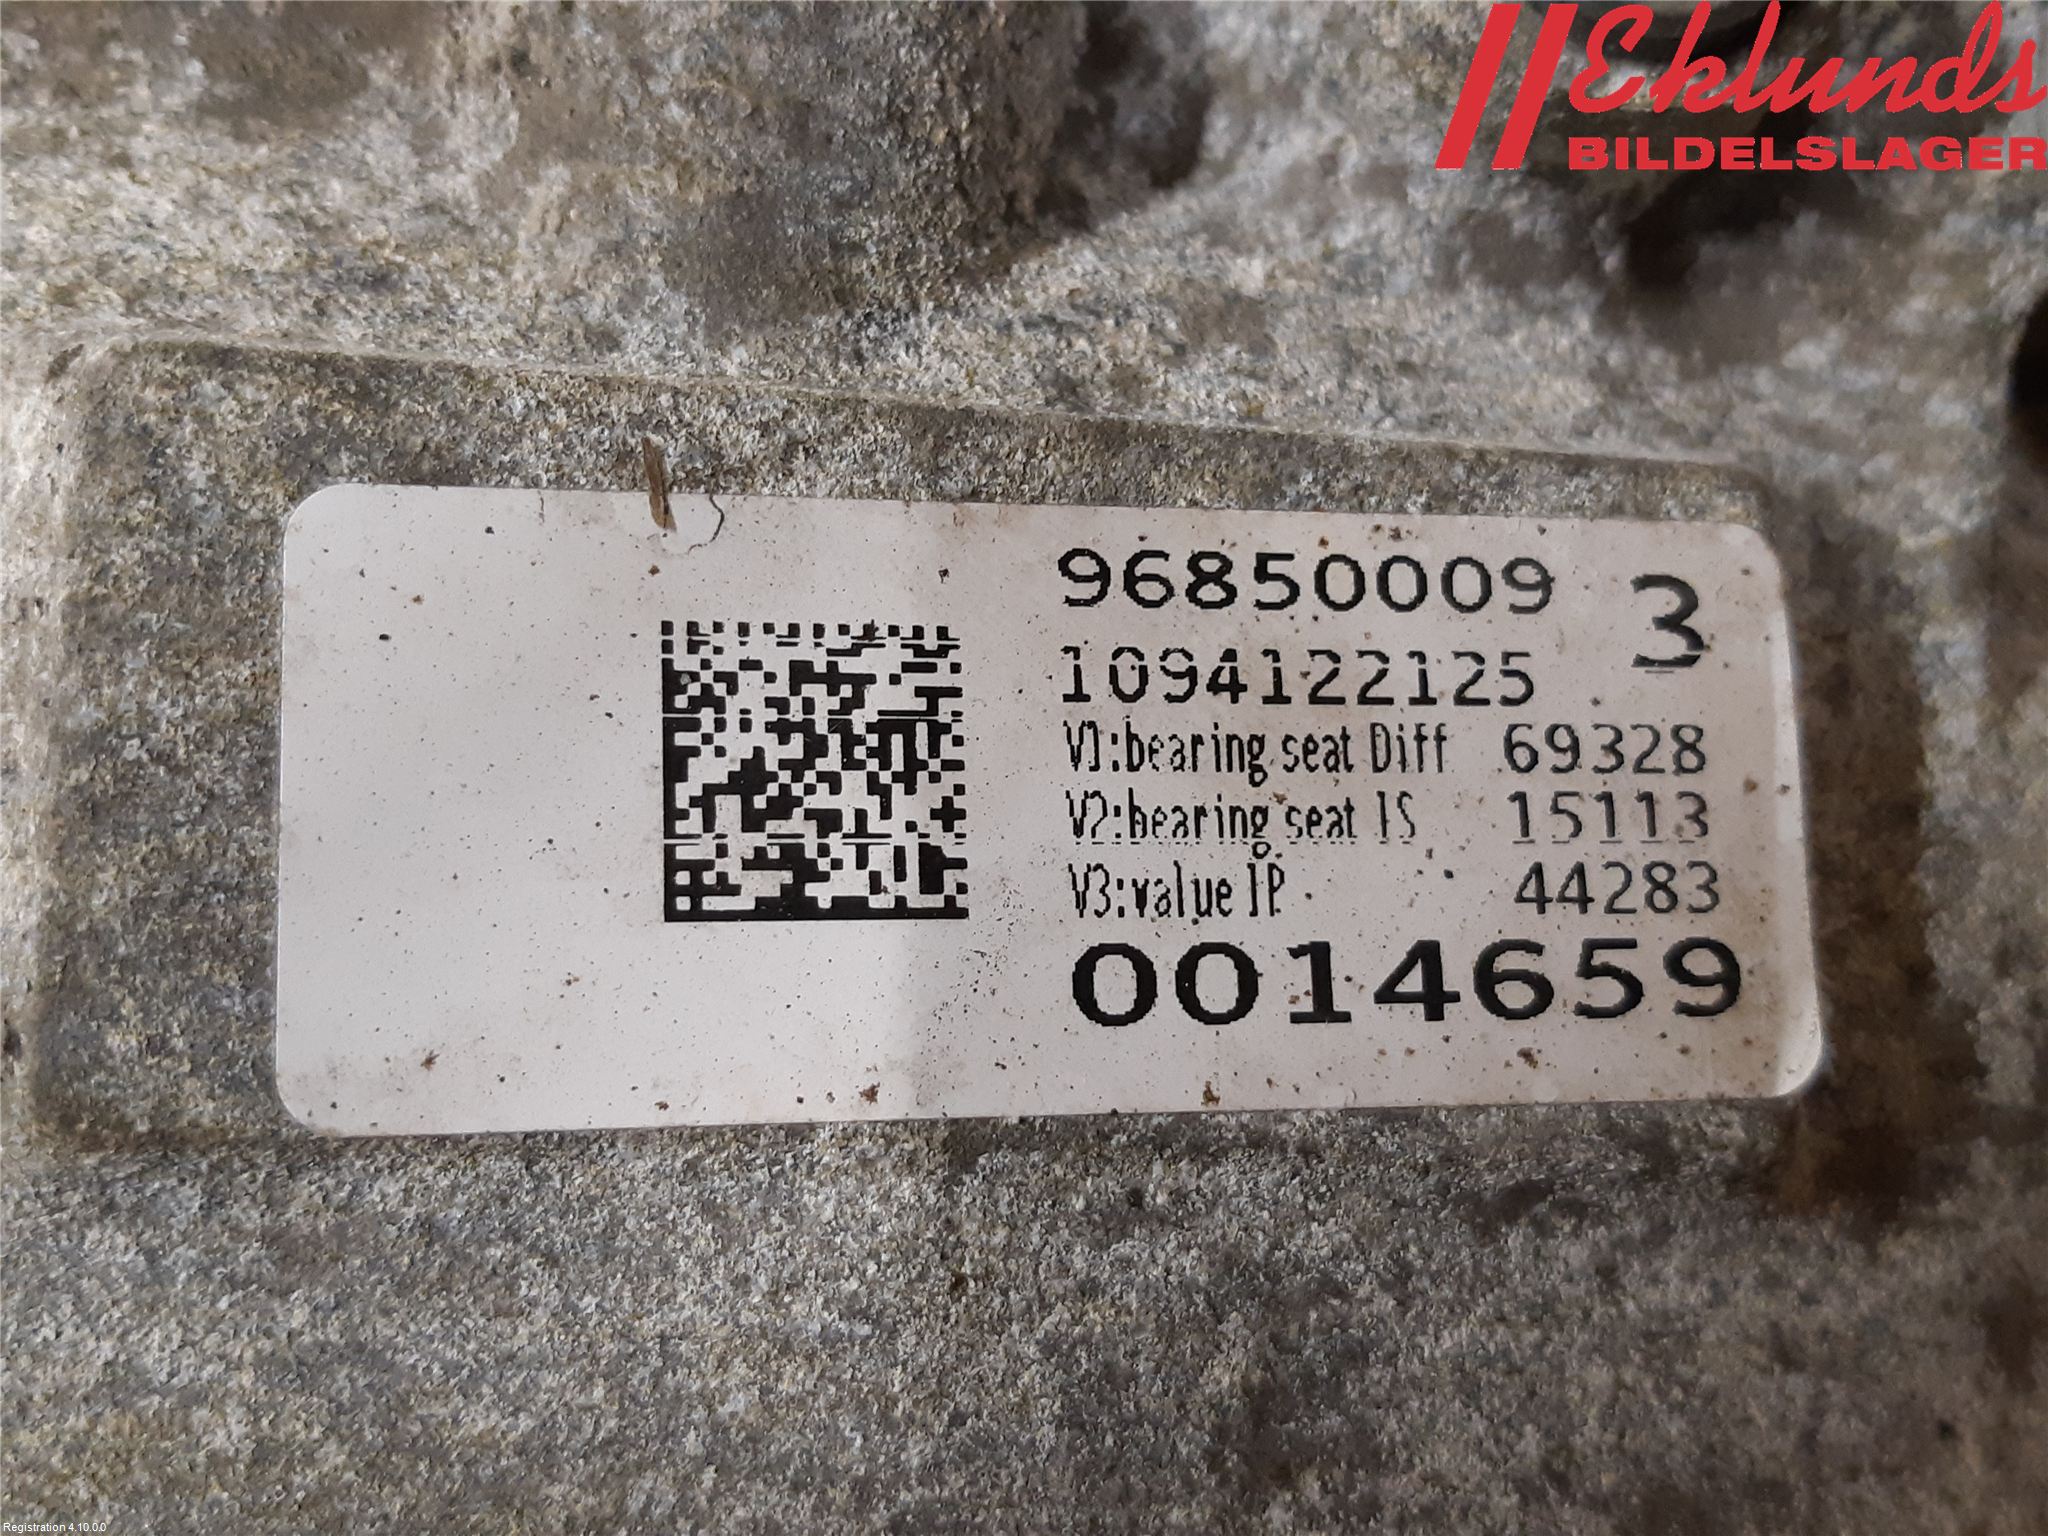 Eklunds
BILDELSLAGER
96850009 3
1094122125
V1:bearing seat Diff 69328
V2:bearing seat IS 15113
V3:value IP 44283
0014659
Registration 4.10.0.0